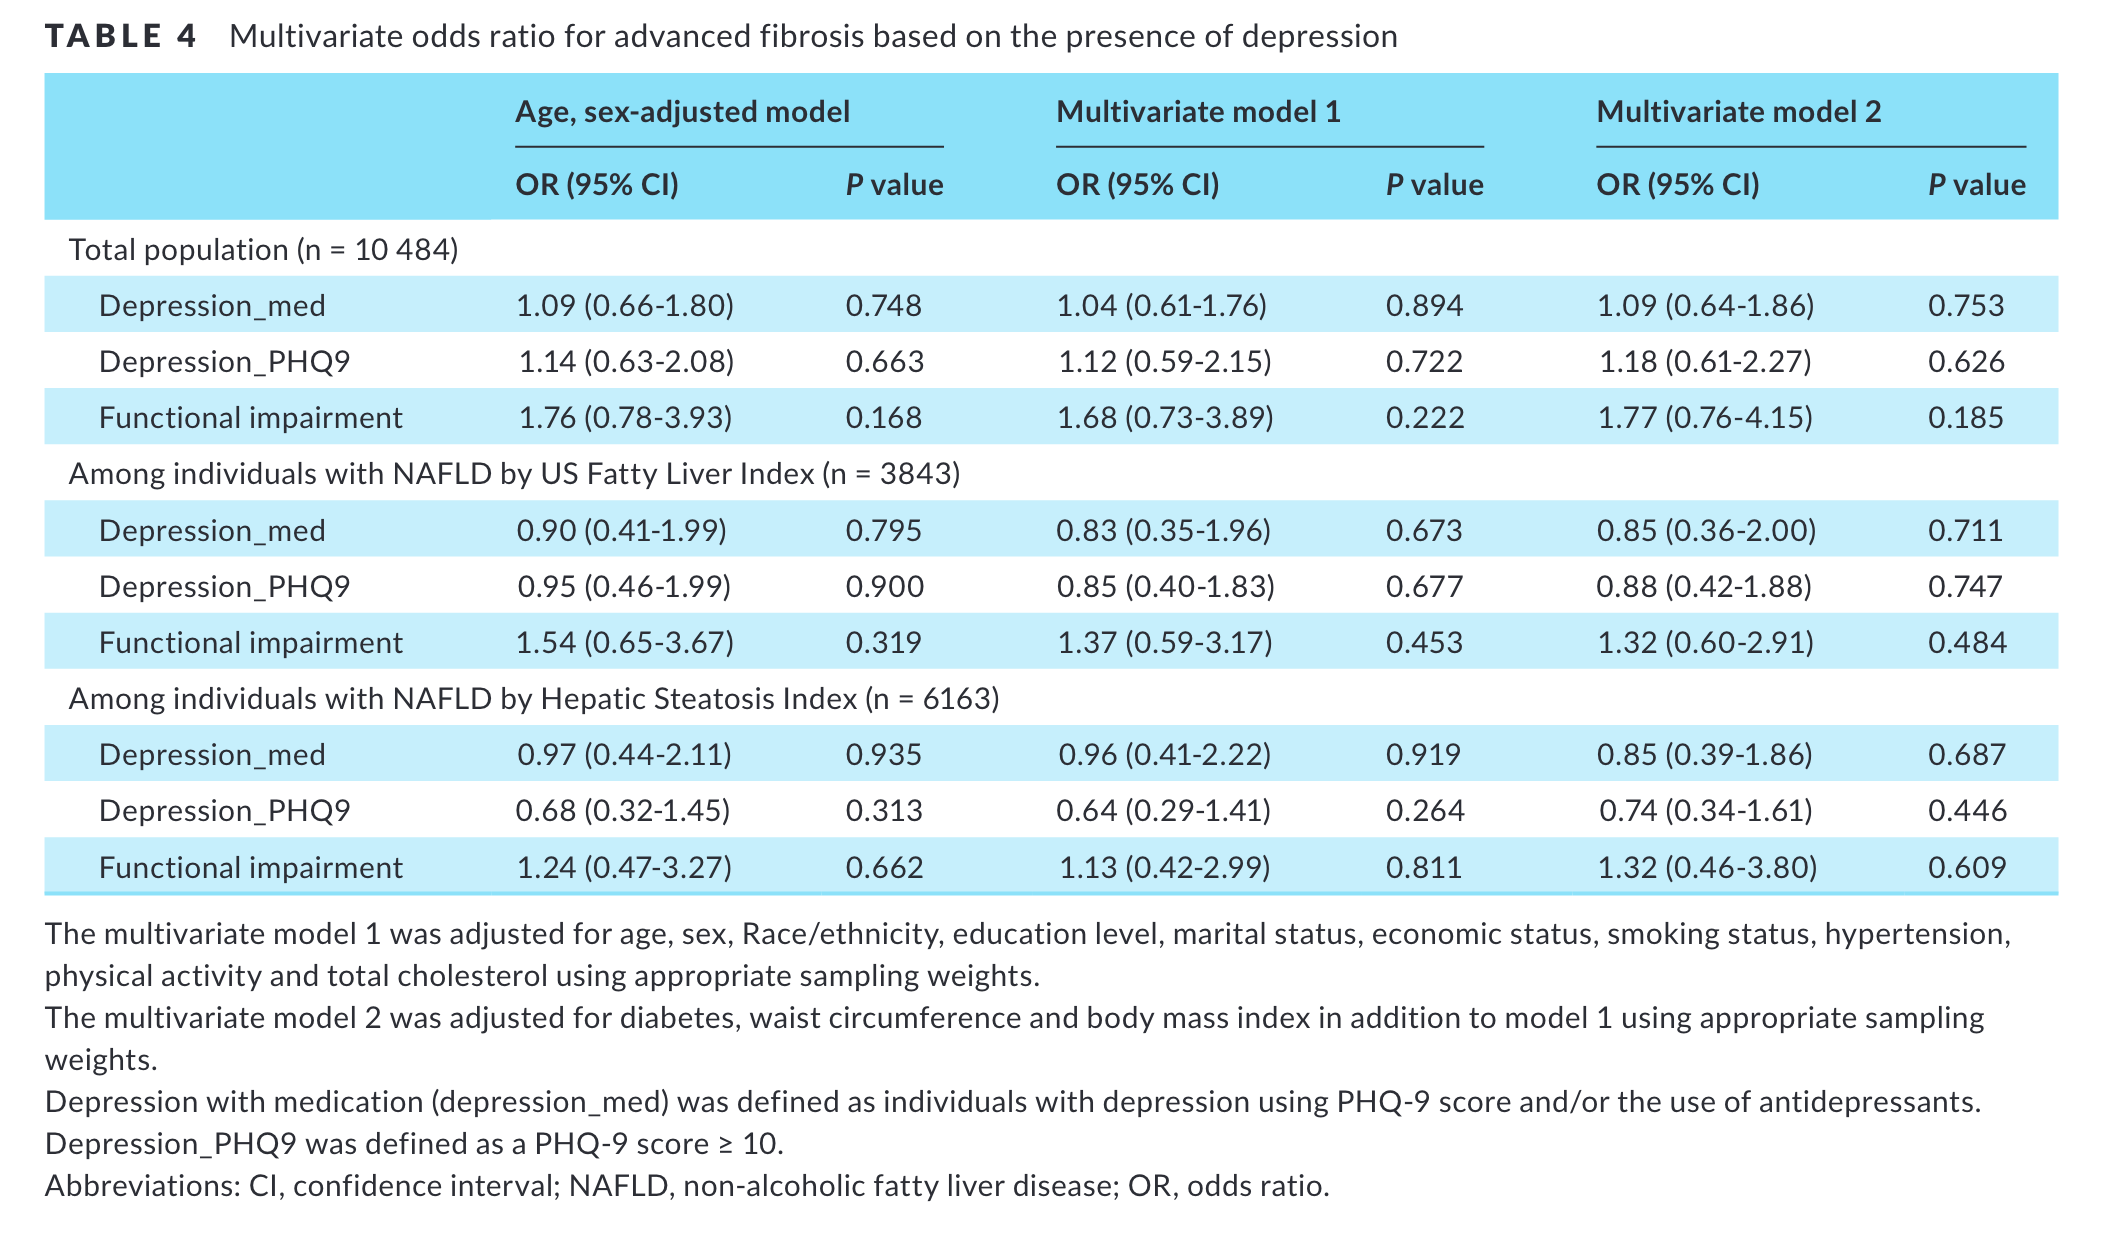 TABLE 4 Multivariate odds ratio for advanced fibrosis based on the presence of depression
Age, sex-adjusted model Multivariate model 1 Multivariate model 2
OR (95% CI) P value OR (95% CI) P value OR (95% CI) P value
Total population (n = 10 484)
Depression_med 1.09 (0.66-1.80) 0.748 1.04 (0.61-1.76) 0.894 1.09 (0.64-1.86) 0.753
Depression_PHQ9 1.14 (0.63-2.08) 0.663 1.12 (0.59-2.15) 0.722 1.18 (0.61-2.27) 0.626
Functional impairment 1.76 (0.78-3.93) 0.168 1.68 (0.73-3.89) 0.222 1.77 (0.76-4.15) 0.185
Among individuals with NAFLD by US Fatty Liver Index (n = 3843)
Depression_med 0.90 (0.41-1.99) 0.795 0.83 (0.35-1.96) 0.673 0.85 (0.36-2.00) 0.711
Depression_PHQ9 0.95 (0.46-1.99) 0.900 0.85 (0.40-1.83) 0.677 0.88 (0.42-1.88) 0.747
Functional impairment 1.54 (0.65-3.67) 0.319 1.37 (0.59-3.17) 0.453 1.32 (0.60-2.91) 0.484
Among individuals with NAFLD by Hepatic Steatosis Index (n = 6163)
Depression_med 0.97 (0.44-2.11) 0.935 0.96 (0.41-2.22) 0.919 0.85 (0.39-1.86) 0.687
Depression_PHQ9 0.68 (0.32-1.45) 0.313 0.64 (0.29-1.41) 0.264 0.74 (0.34-1.61) 0.446
Functional impairment 1.24 (0.47-3.27) 0.662 1.13 (0.42-2.99) 0.811 1.32 (0.46-3.80) 0.609
The multivariate model 1 was adjusted for age, sex, Race/ethnicity, education level, marital status, economic status, smoking status, hypertension,
physical activity and total cholesterol using appropriate sampling weights.
The multivariate model 2 was adjusted for diabetes, waist circumference and body mass index in addition to model 1 using appropriate sampling
weights.
Depression with medication (depression_med) was defined as individuals with depression using PHQ-9 score and/or the use of antidepressants.
Depression_PHQ9 was defined as a PHQ-9 score ≥ 10.
Abbreviations: CI, confidence interval; NAFLD, non-alcoholic fatty liver disease; OR, odds ratio.